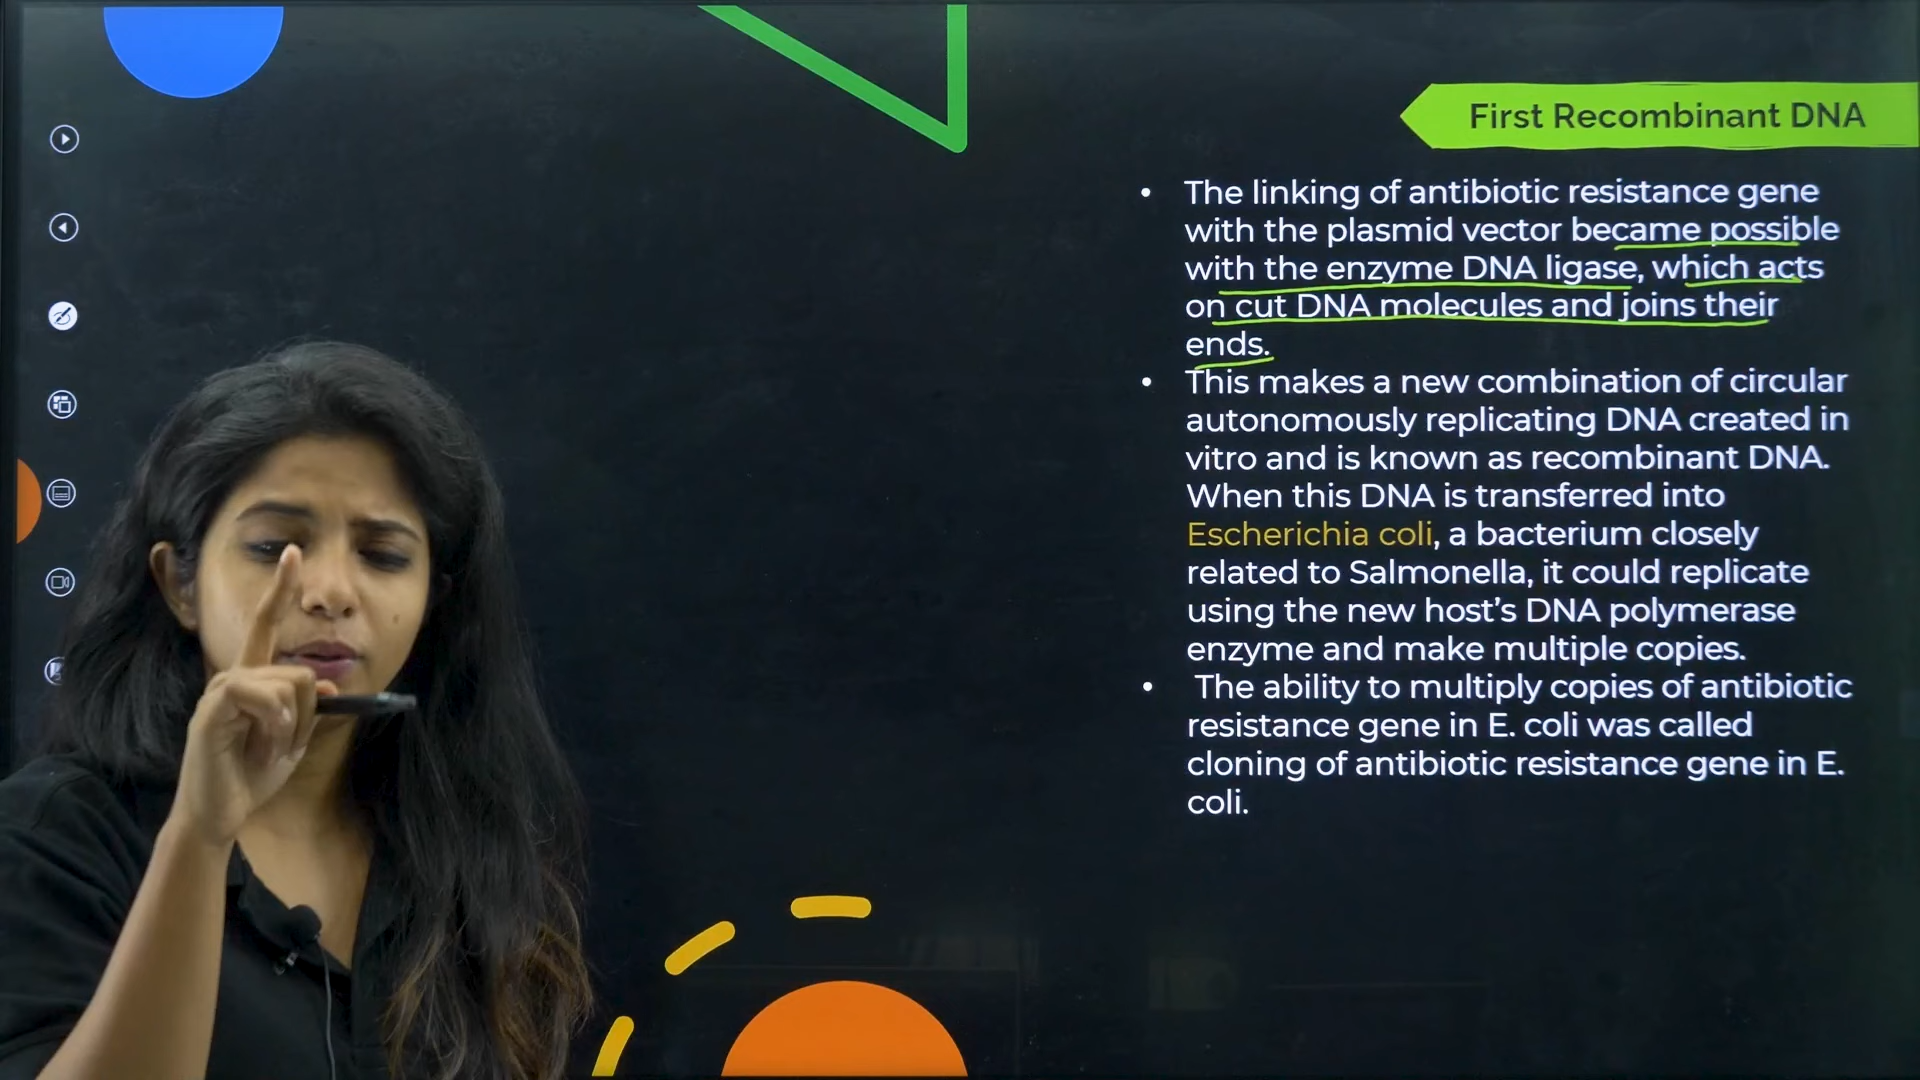 First Recombinant DNA
• The linking of antibiotic resistance gene
with the plasmid vector became possible
with the enzyme DNA ligase, which acts
on cut DNA molecules and joins their
ends.
• This makes a new combination of circular
autonomously replicating DNA created in
vitro and is known as recombinant DNA.
When this DNA is transferred into
Escherichia coli, a bacterium closely
related to Salmonella, it could replicate
using the new host’s DNA polymerase
enzyme and make multiple copies.
• The ability to multiply copies of antibiotic
resistance gene in E. coli was called
cloning of antibiotic resistance gene in E.
coli.